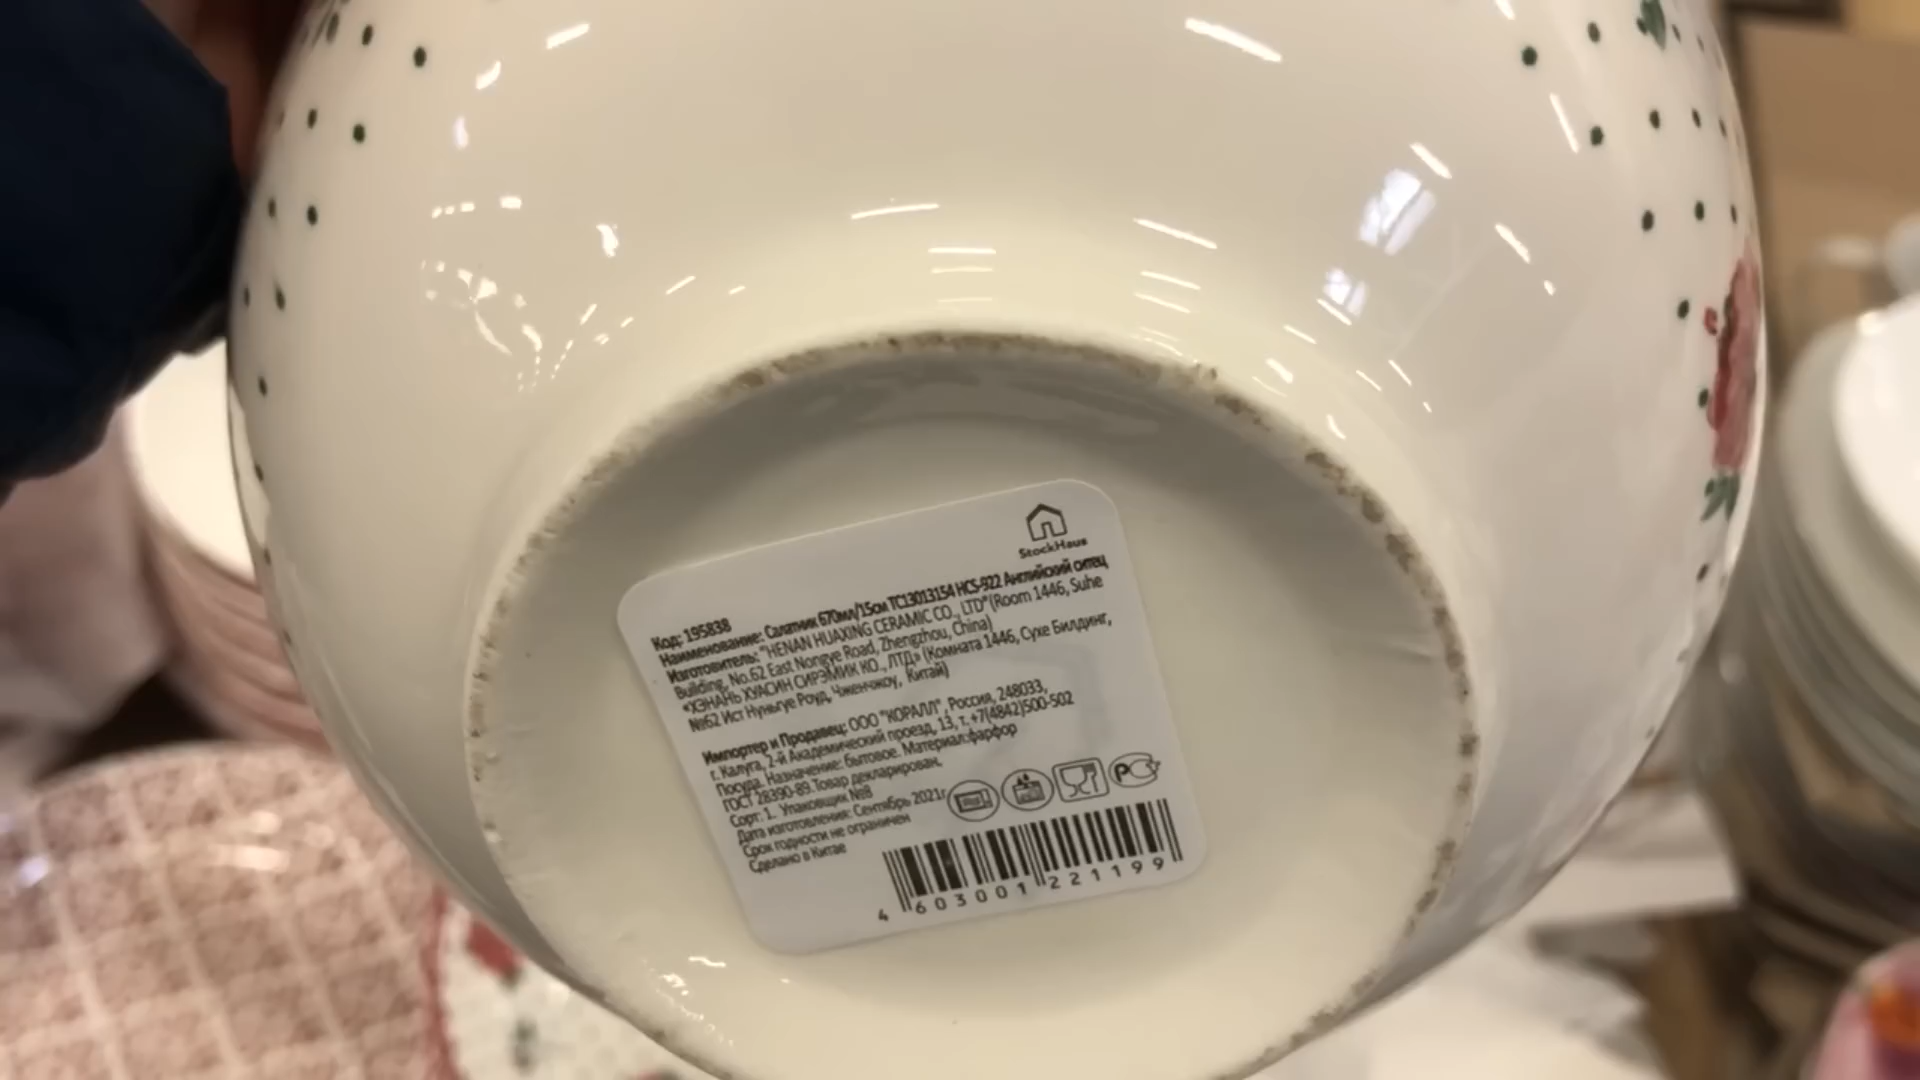 StockHaus
Код: 195838
Наименование: Салатник 670мл/15см TC13013154 HCS-922 Английский ситец
Изготовитель: "HENAN HUAXING CERAMIC CO., LTD"(Room 1446, Suhe
Building, No.62 East Nongye Road, Zhengzhou, China)
«ХЭНАНЬ ХУАСИН СИРЭМИК КО., ЛТД» (Комната 1446, Сухе Билдинг,
№62 Ист Нуньгуе Роуд, Чженчжоу, Китай)
Импортер и Продавец: ООО "КОРАЛЛ", Россия, 248033,
г. Калуга, 2-й Академический проезд, 13, т. +7(4842)500-502
Посуда. Назначение: бытовое. Материал:фарфор
ГОСТ 28390-89.Товар декларирован.
Сорт: 1. Упаковщик №8
Дата изготовления: Сентябрь 2021г
Срок годности не ограничен
Сделано в Китае
4 603001 221199